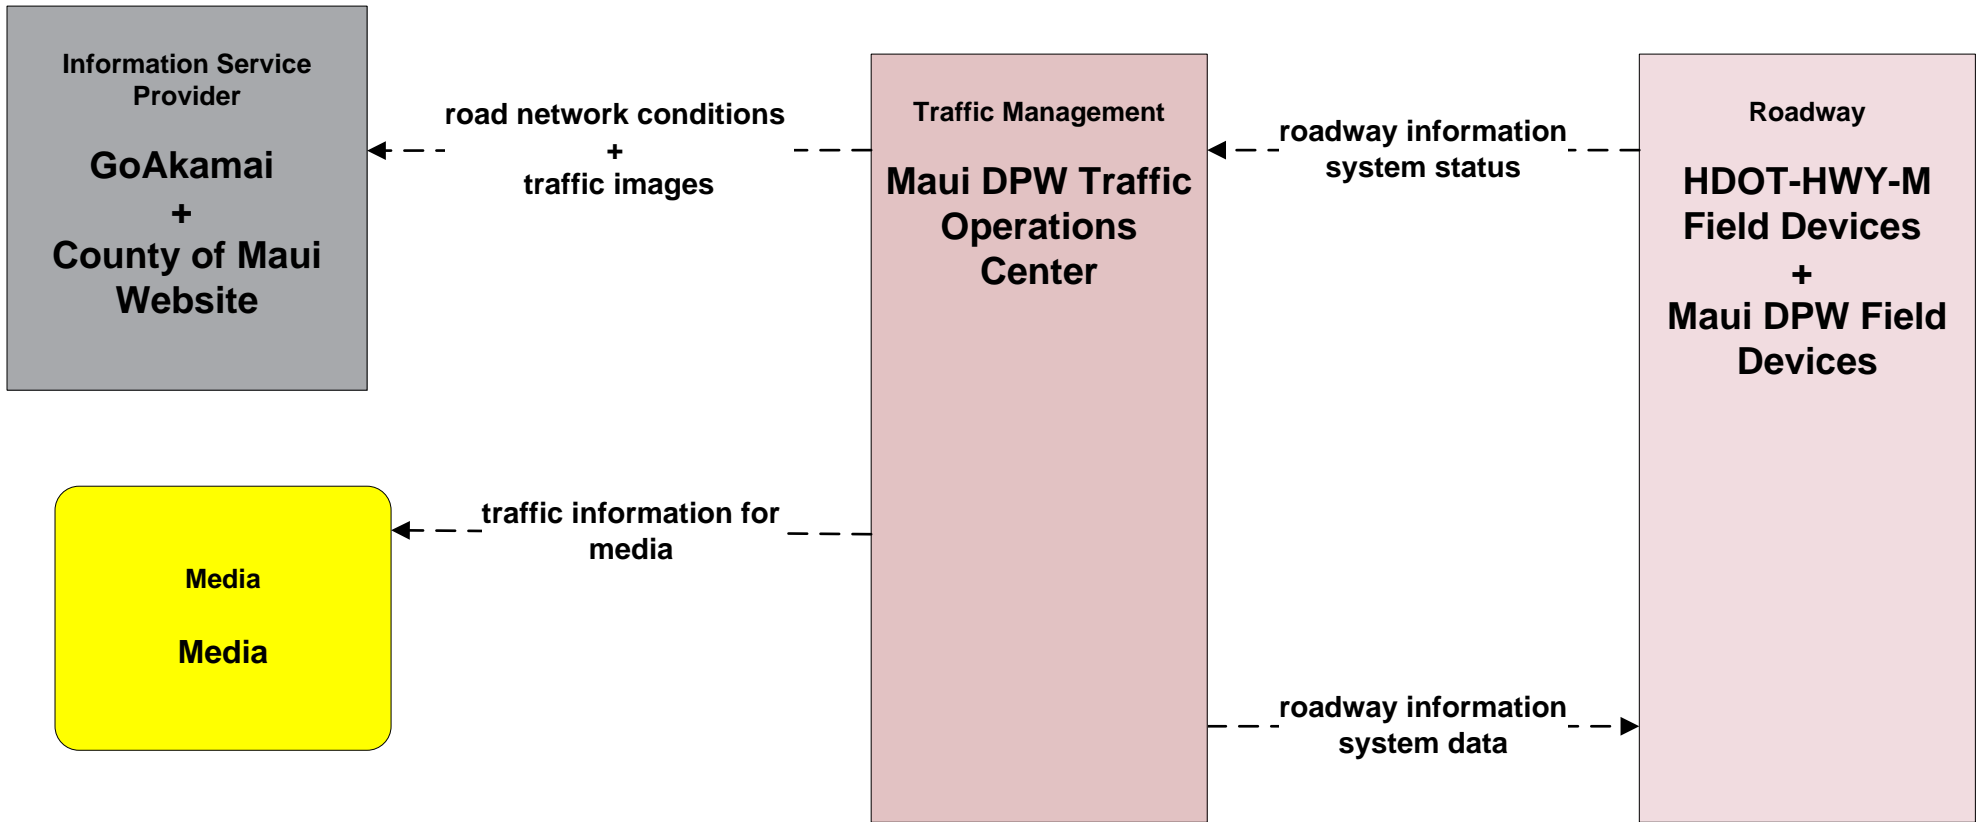 Information Service
Provider
GoAkamai
+
County of Maui
Website
road network conditions
+
traffic images
Traffic Management
Maui DPW Traffic
Operations
Center
roadway information
system status
Roadway
HDOT-HWY-M
Field Devices
+
Maui DPW Field
Devices
traffic information for
media
Media
Media
roadway information
system data